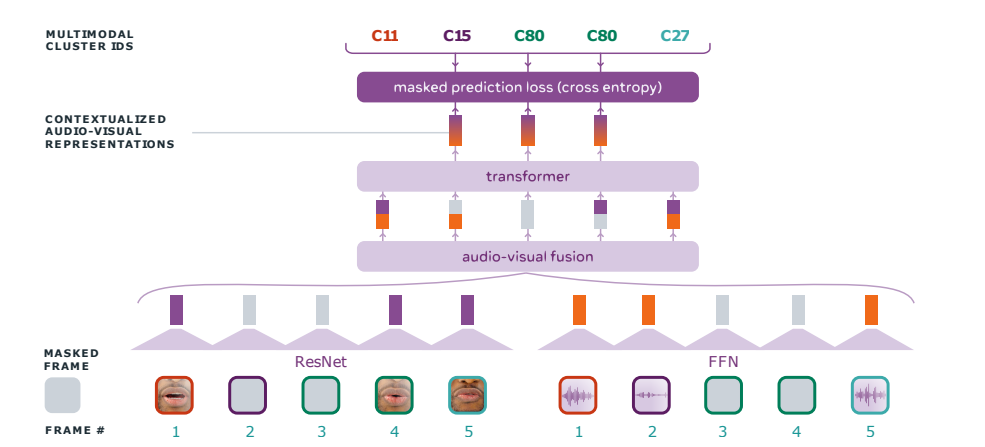 MULTIMODAL
CLUSTER IDS
C11 C15 C80 C80 C27
masked prediction loss (cross entropy)
CONTEXTUALIZED
AUDIO-VISUAL
REPRESENTATIONS
transformer
audio-visual fusion
MASKED
FRAME
ResNet FFN
FRAME # 1 2 3 4 5 1 2 3 4 5